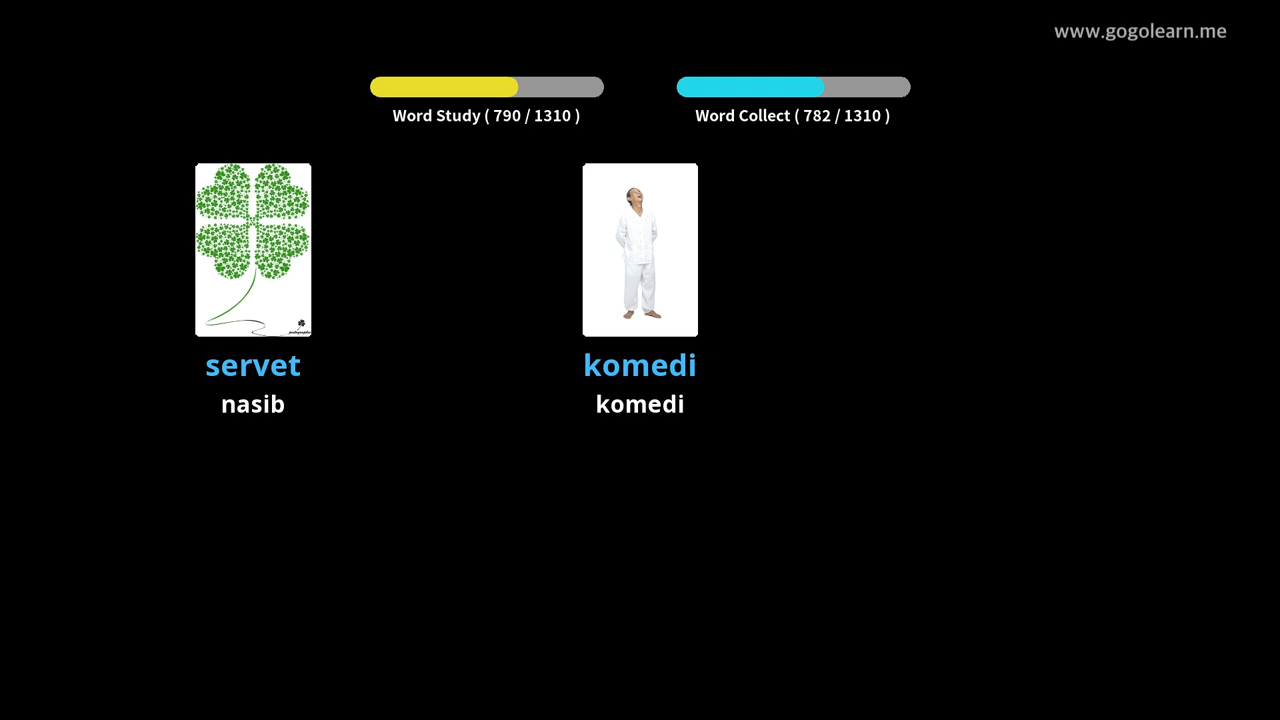 www.gogolearn.me
Word Study ( 790 / 1310 )
Word Collect ( 782 / 1310 )
servet
komedi
nasib
komedi